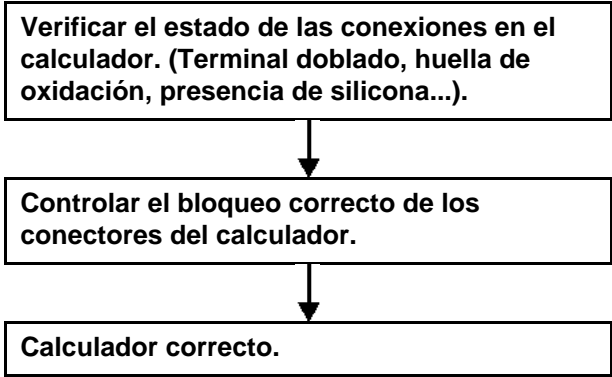 Verificar el estado de las conexiones en el
calculador. (Terminal doblado, huella de
oxidación, presencia de silicona...).
Controlar el bloqueo correcto de los
conectores del calculador.
Calculador correcto.